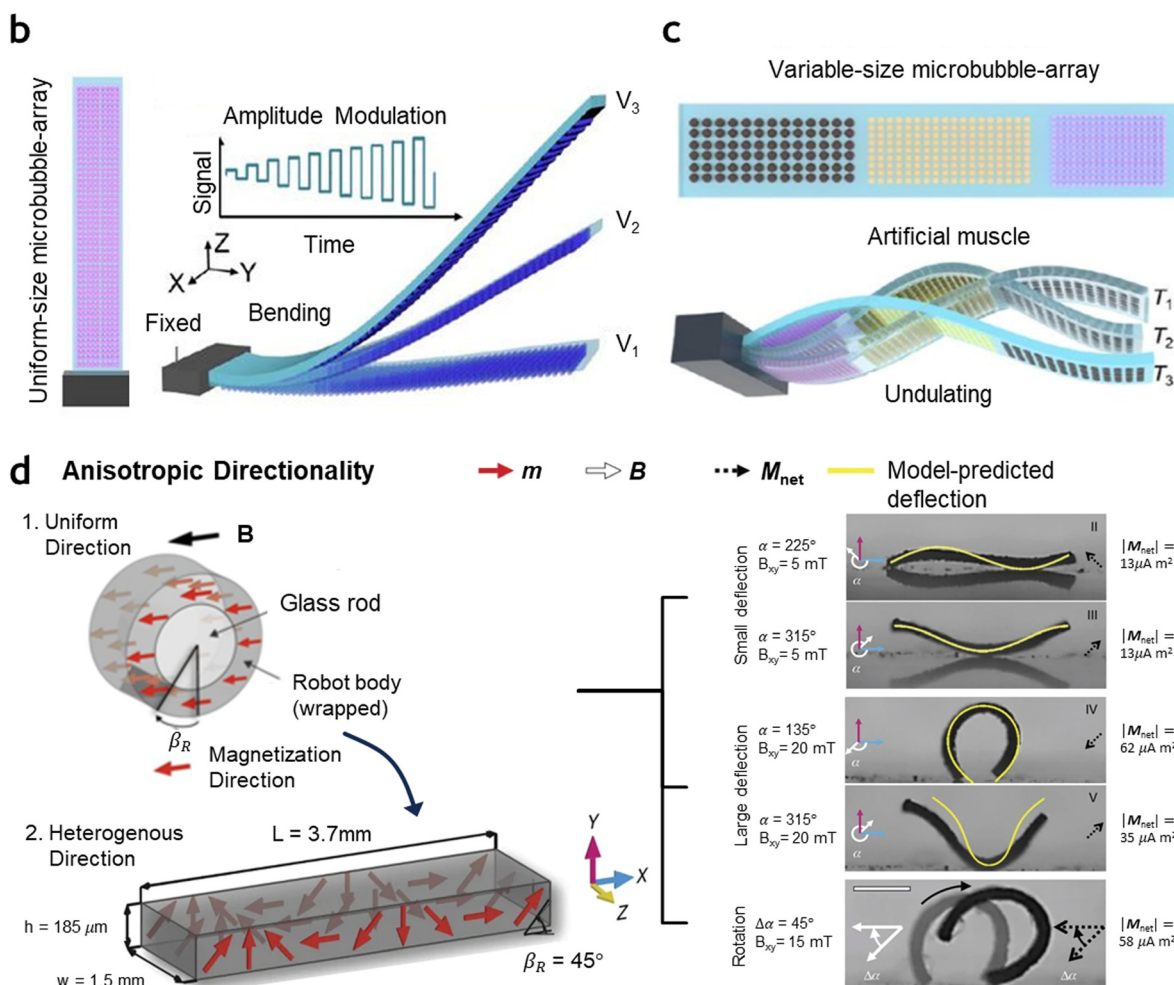 b
Uniform-size microbubble-array
Amplitude Modulation
Signal
Time
Z
X
Y
Fixed
Bending
V3
V2
V1
c
Variable-size microbubble-array
Artificial muscle
T1
T2
T3
Undulating
d Anisotropic Directionality
m
B
Mnet
Model-predicted
deflection
1. Uniform
Direction
B
Glass rod
Robot body
(wrapped)
βR
Magnetization
Direction
2. Heterogenous
Direction
L = 3.7mm
h = 185 μm
w = 1.5 mm
βR = 45°
Y
X
Z
Small deflection
α = 225°
Bxy= 5 mT
α
II
|Mnet| =
13μA m²
α = 315°
Bxy= 5 mT
α
III
|Mnet| =
13μA m²
Large deflection
α = 135°
Bxy= 20 mT
α
IV
|Mnet| =
62 μA m²
α = 315°
Bxy= 20 mT
α
V
|Mnet| =
35 μA m²
Rotation
Δα = 45°
Bxy= 15 mT
Δα
Δα
|Mnet| =
58 μA m²